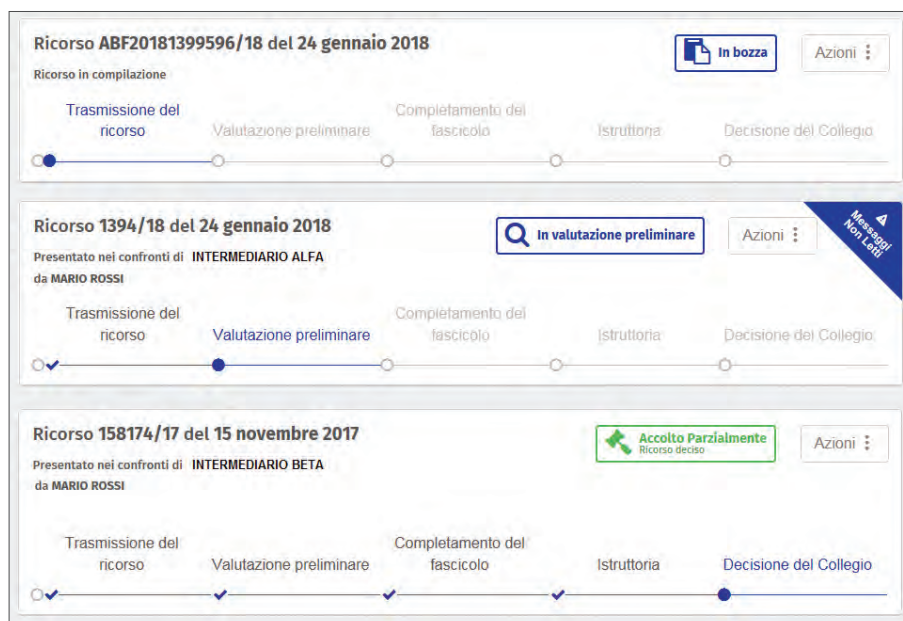 Ricorso ABF20181399596/18 del 24 gennaio 2018
In bozza
Azioni
Ricorso in compilazione
Trasmissione del
ricorso
Valutazione preliminare
Completamento del
fascicolo
Istruttoria
Decisione del Collegio
Ricorso 1394/18 del 24 gennaio 2018
In valutazione preliminare
Azioni
Messaggi
Non Letti
Presentato nei confronti di INTERMEDIARIO ALFA
da MARIO ROSSI
Trasmissione del
ricorso
Valutazione preliminare
Completamento del
fascicolo
Istruttoria
Decisione del Collegio
Ricorso 158174/17 del 15 novembre 2017
Accolto Parzialmente
Ricorso deciso
Azioni
Presentato nei confronti di INTERMEDIARIO BETA
da MARIO ROSSI
Trasmissione del
ricorso
Valutazione preliminare
Completamento del
fascicolo
Istruttoria
Decisione del Collegio